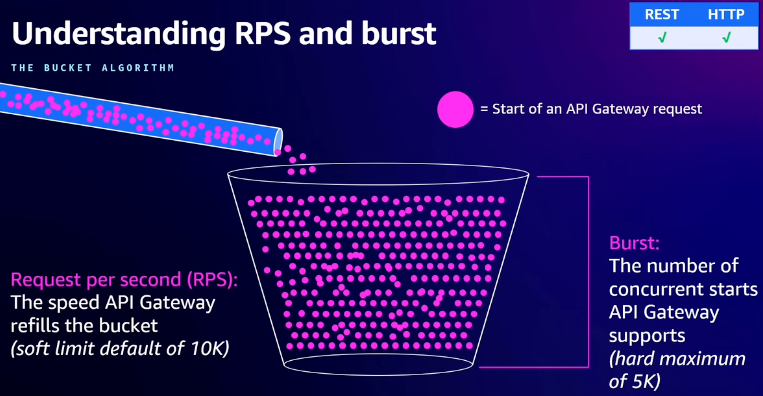 Understanding RPS and burst
REST HTTP
√ √
THE BUCKET ALGORITHM
= Start of an API Gateway request
Request per second (RPS):
The speed API Gateway
refills the bucket
(soft limit default of 10K)
Burst:
The number of
concurrent starts
API Gateway
supports
(hard maximum
of 5K)